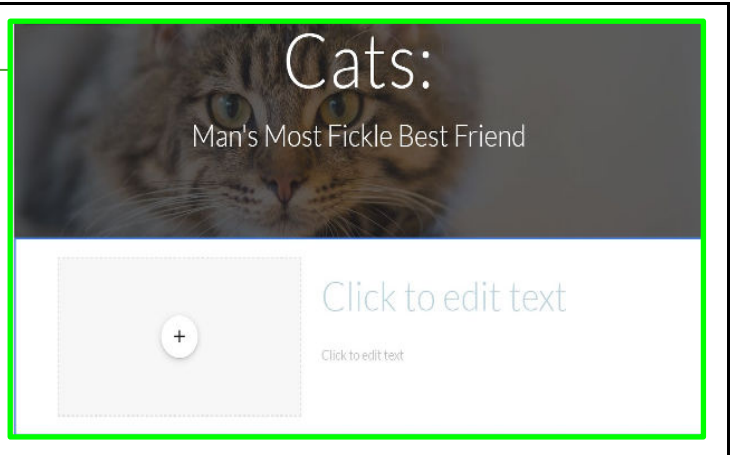 Cats:
Man's Most Fickle Best Friend
Click to edit text
+
Click to edit text